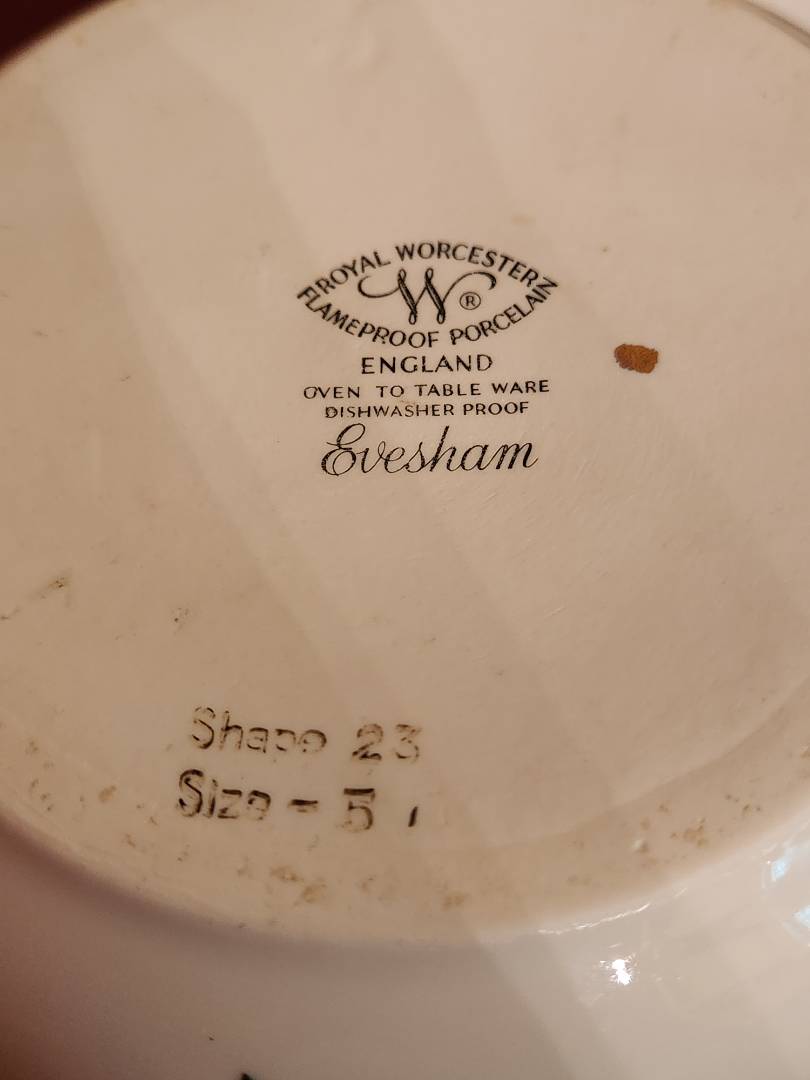 ROYAL WORCESTER
W®
FLAMEPROOF PORCELAIN
ENGLAND
OVEN TO TABLE WARE
DISHWASHER PROOF
Evesham
Shape 23
Size - 5